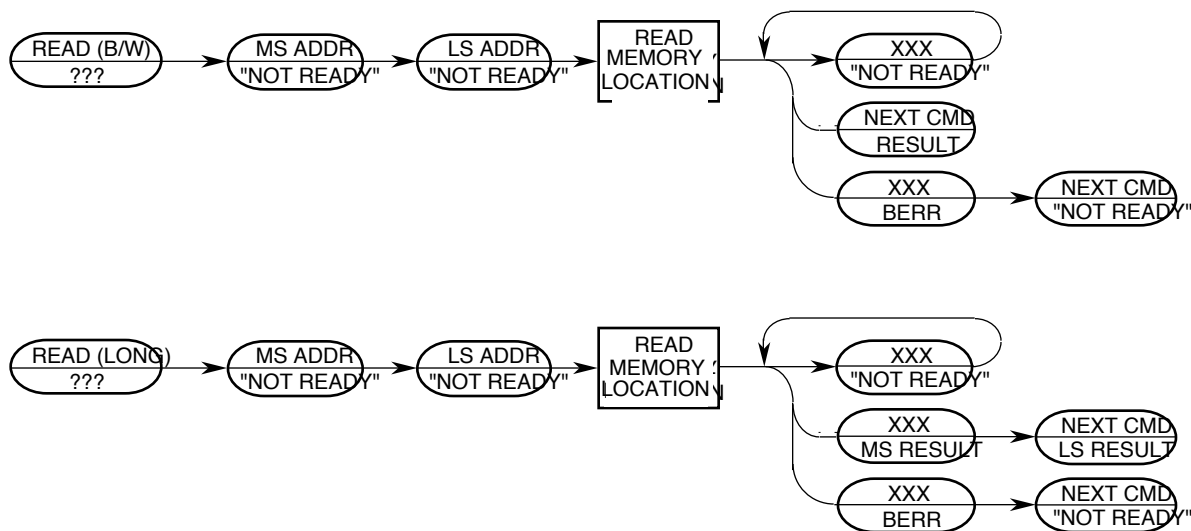 READ (B/W)
???
MS ADDR
"NOT READY"
LS ADDR
"NOT READY"
READ
MEMORY
LOCATION
XXX
"NOT READY"
NEXT CMD
RESULT
XXX
BERR
NEXT CMD
"NOT READY"
READ (LONG)
???
MS ADDR
"NOT READY"
LS ADDR
"NOT READY"
READ
MEMORY
LOCATION
XXX
"NOT READY"
XXX
MS RESULT
NEXT CMD
LS RESULT
XXX
BERR
NEXT CMD
"NOT READY"